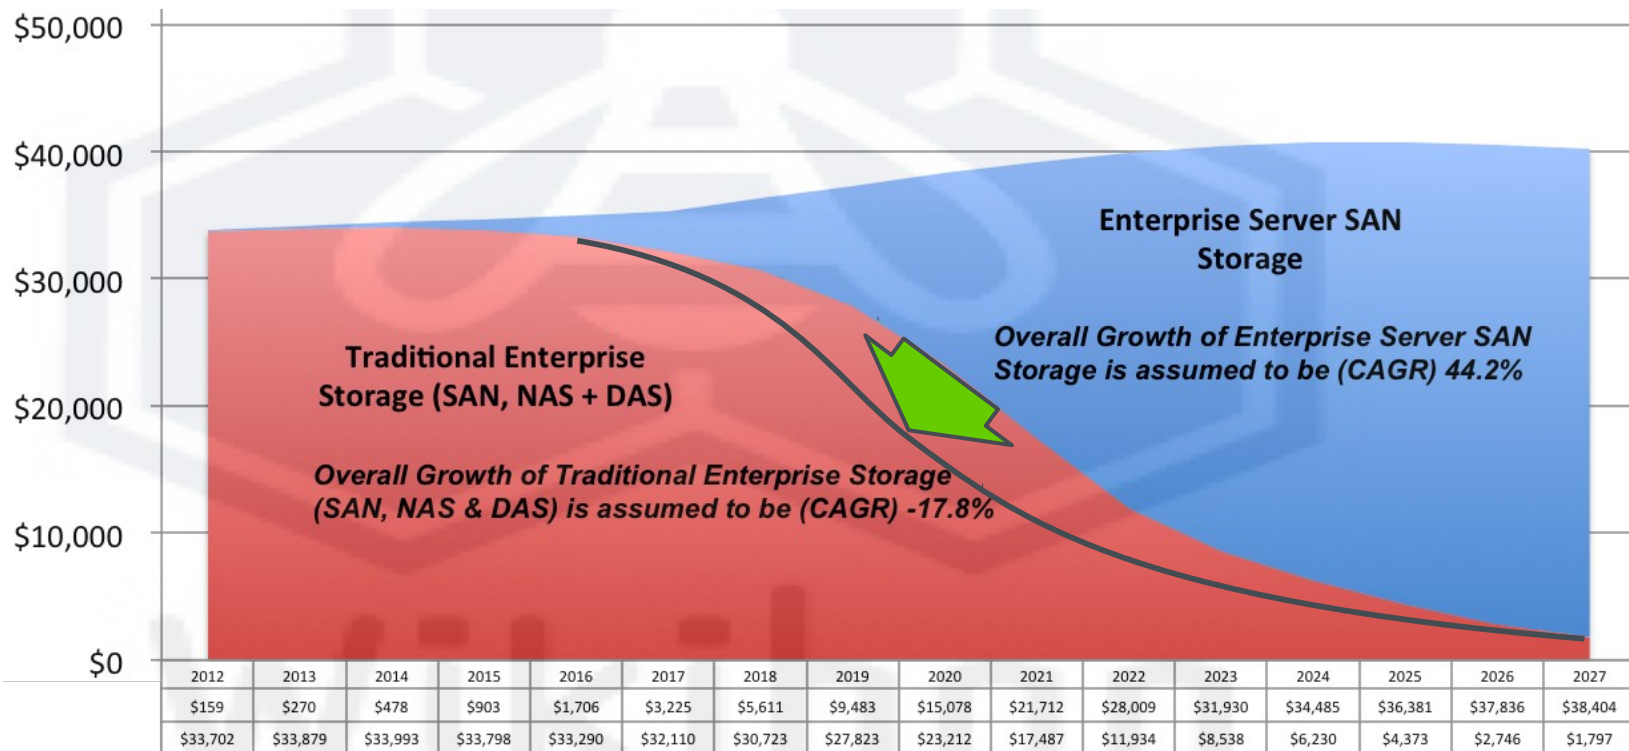 $50,000
$40,000
$30,000
$20,000
$10,000
$0
Enterprise Server SAN
Storage
Overall Growth of Enterprise Server SAN
Storage is assumed to be (CAGR) 44.2%
Traditional Enterprise
Storage (SAN, NAS + DAS)
Overall Growth of Traditional Enterprise Storage
(SAN, NAS & DAS) is assumed to be (CAGR) -17.8%
2012 2013 2014 2015 2016 2017 2018 2019 2020 2021 2022 2023 2024 2025 2026 2027
$159 $270 $478 $903 $1,706 $3,225 $5,611 $9,483 $15,078 $21,712 $28,009 $31,930 $34,485 $36,381 $37,836 $38,404
$33,702 $33,879 $33,993 $33,798 $33,290 $32,110 $30,723 $27,823 $23,212 $17,487 $11,934 $8,538 $6,230 $4,373 $2,746 $1,797